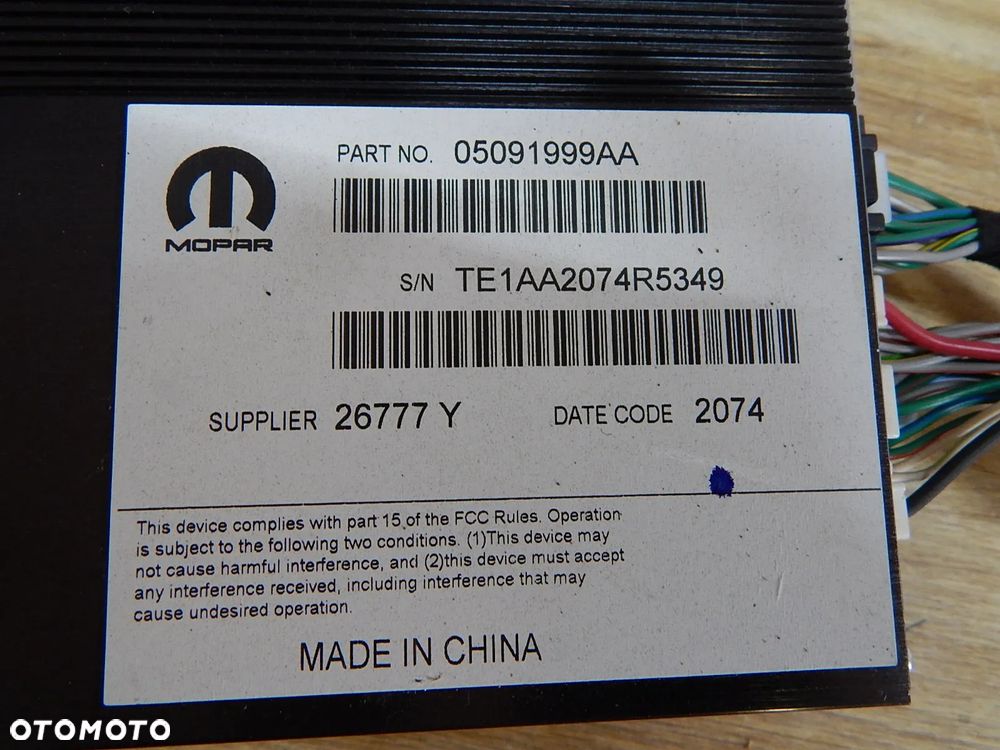 PART NO. 05091999AA
MOPAR
S/N TE1AA2074R5349
SUPPLIER 26777 Y DATE CODE 2074
This device complies with part 15 of the FCC Rules. Operation
is subject to the following two conditions. (1)This device may
not cause harmful interference, and (2)this device must accept
any interference received, including interference that may
cause undesired operation.
MADE IN CHINA
OTOMOTO